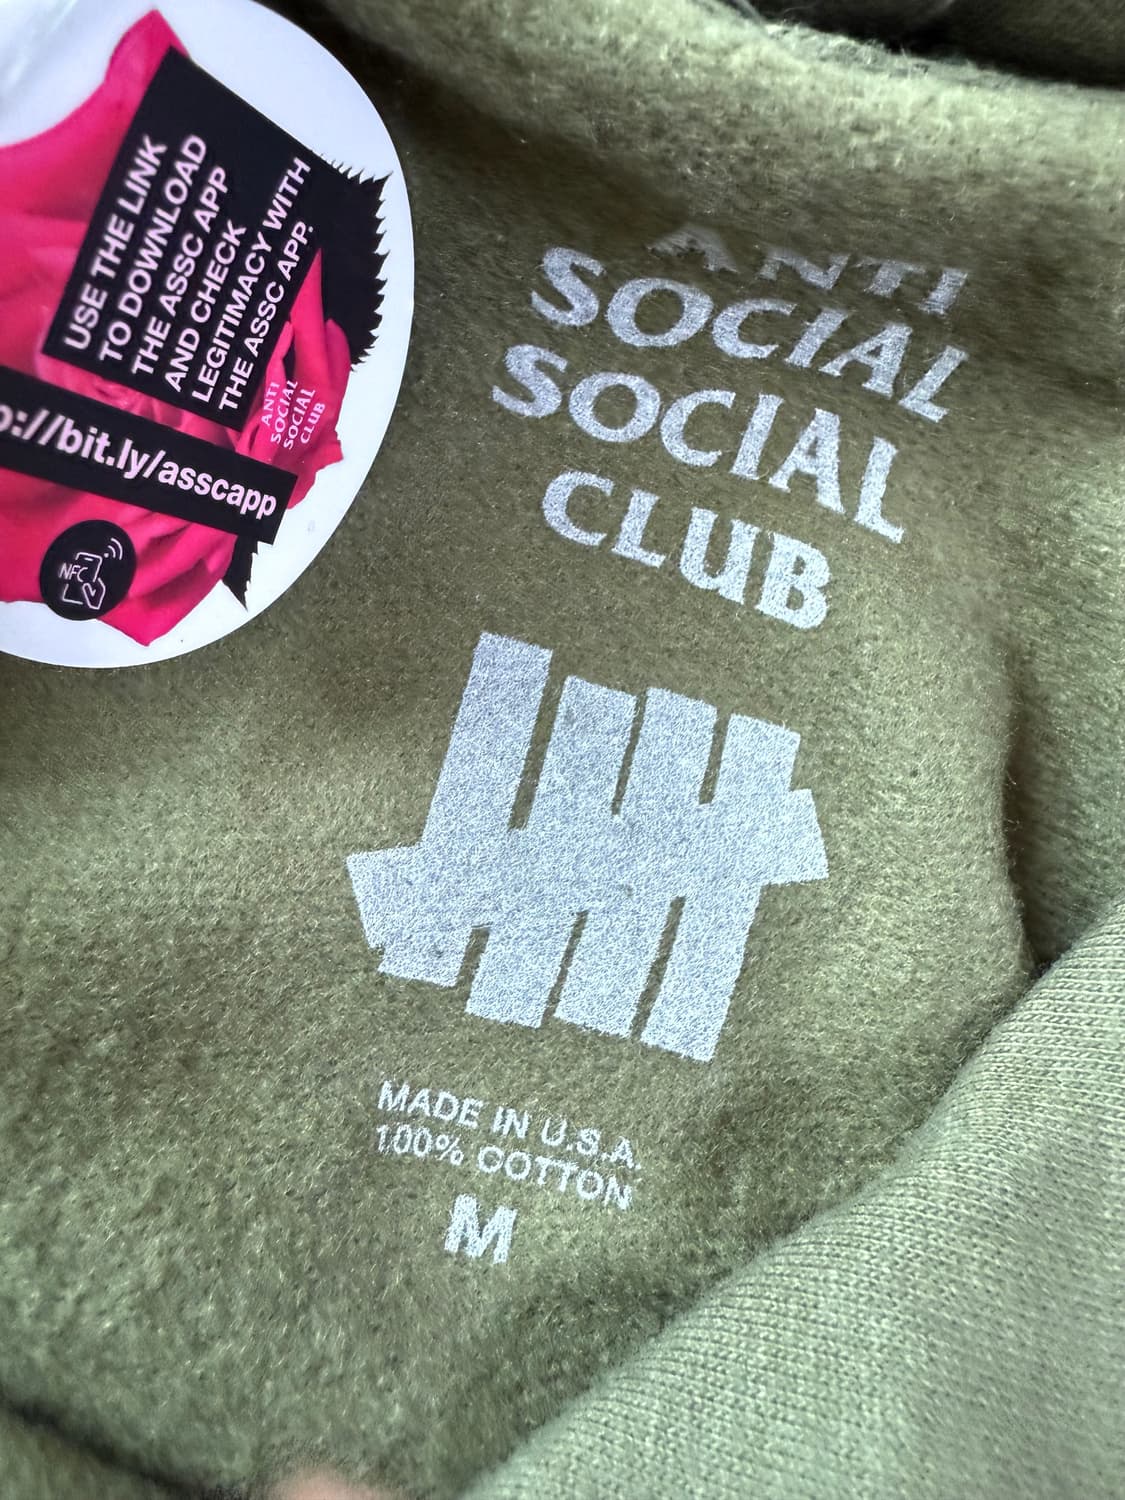 USE THE LINK
TO DOWNLOAD
THE ASSC APP
AND CHECK
LEGITIMACY WITH
THE ASSC APP.
ANTI
SOCIAL
SOCIAL
CLUB
://bit.ly/asscapp
NFC
ANTI
SOCIAL
SOCIAL
CLUB
MADE IN U.S.A.
100% COTTON
M